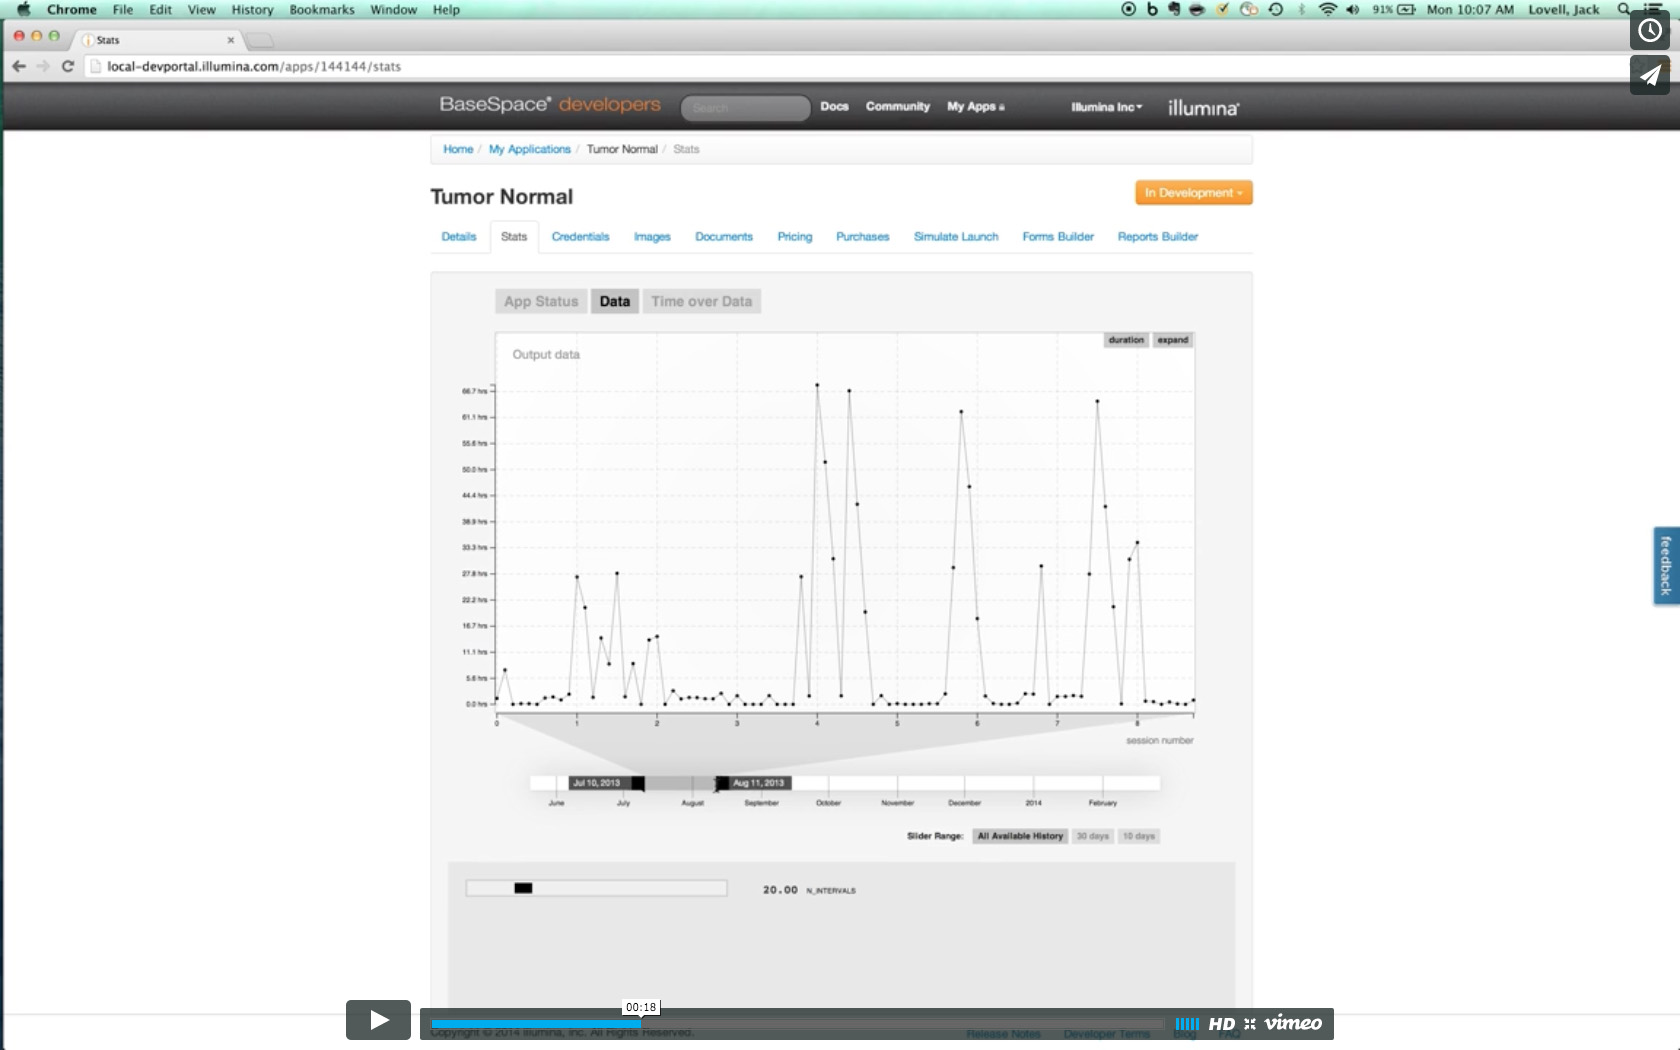 Chrome File Edit View History Bookmarks Window Help 91% Mon 10:07 AM Lovell, Jack
Stats
local-devportal.illumina.com/apps/144144/stats
BaseSpace® developers Search Docs Community My Apps Illumina Inc illumina®
Home / My Applications / Tumor Normal / Stats
Tumor Normal
In Development
Details Stats Credentials Images Documents Pricing Purchases Simulate Launch Forms Builder Reports Builder
App Status Data Time over Data
duration expand
Output data
66.7 hrs
61.1 hrs
55.6 hrs
50.0 hrs
44.4 hrs
38.9 hrs
33.3 hrs
27.8 hrs
22.2 hrs
16.7 hrs
11.1 hrs
5.6 hrs
0.0 hrs
0 1 2 3 4 5 6 7 8
session number
Jul 10, 2013 Aug 11, 2013
June July August September October November December 2014 February
Slider Range: All Available History 30 days 10 days
20.00 N_INTERVALS
feedback
00:18
HD vimeo
Copyright © 2014 Illumina, Inc. All Rights Reserved. Release Notes Developer Terms Blog FAQ